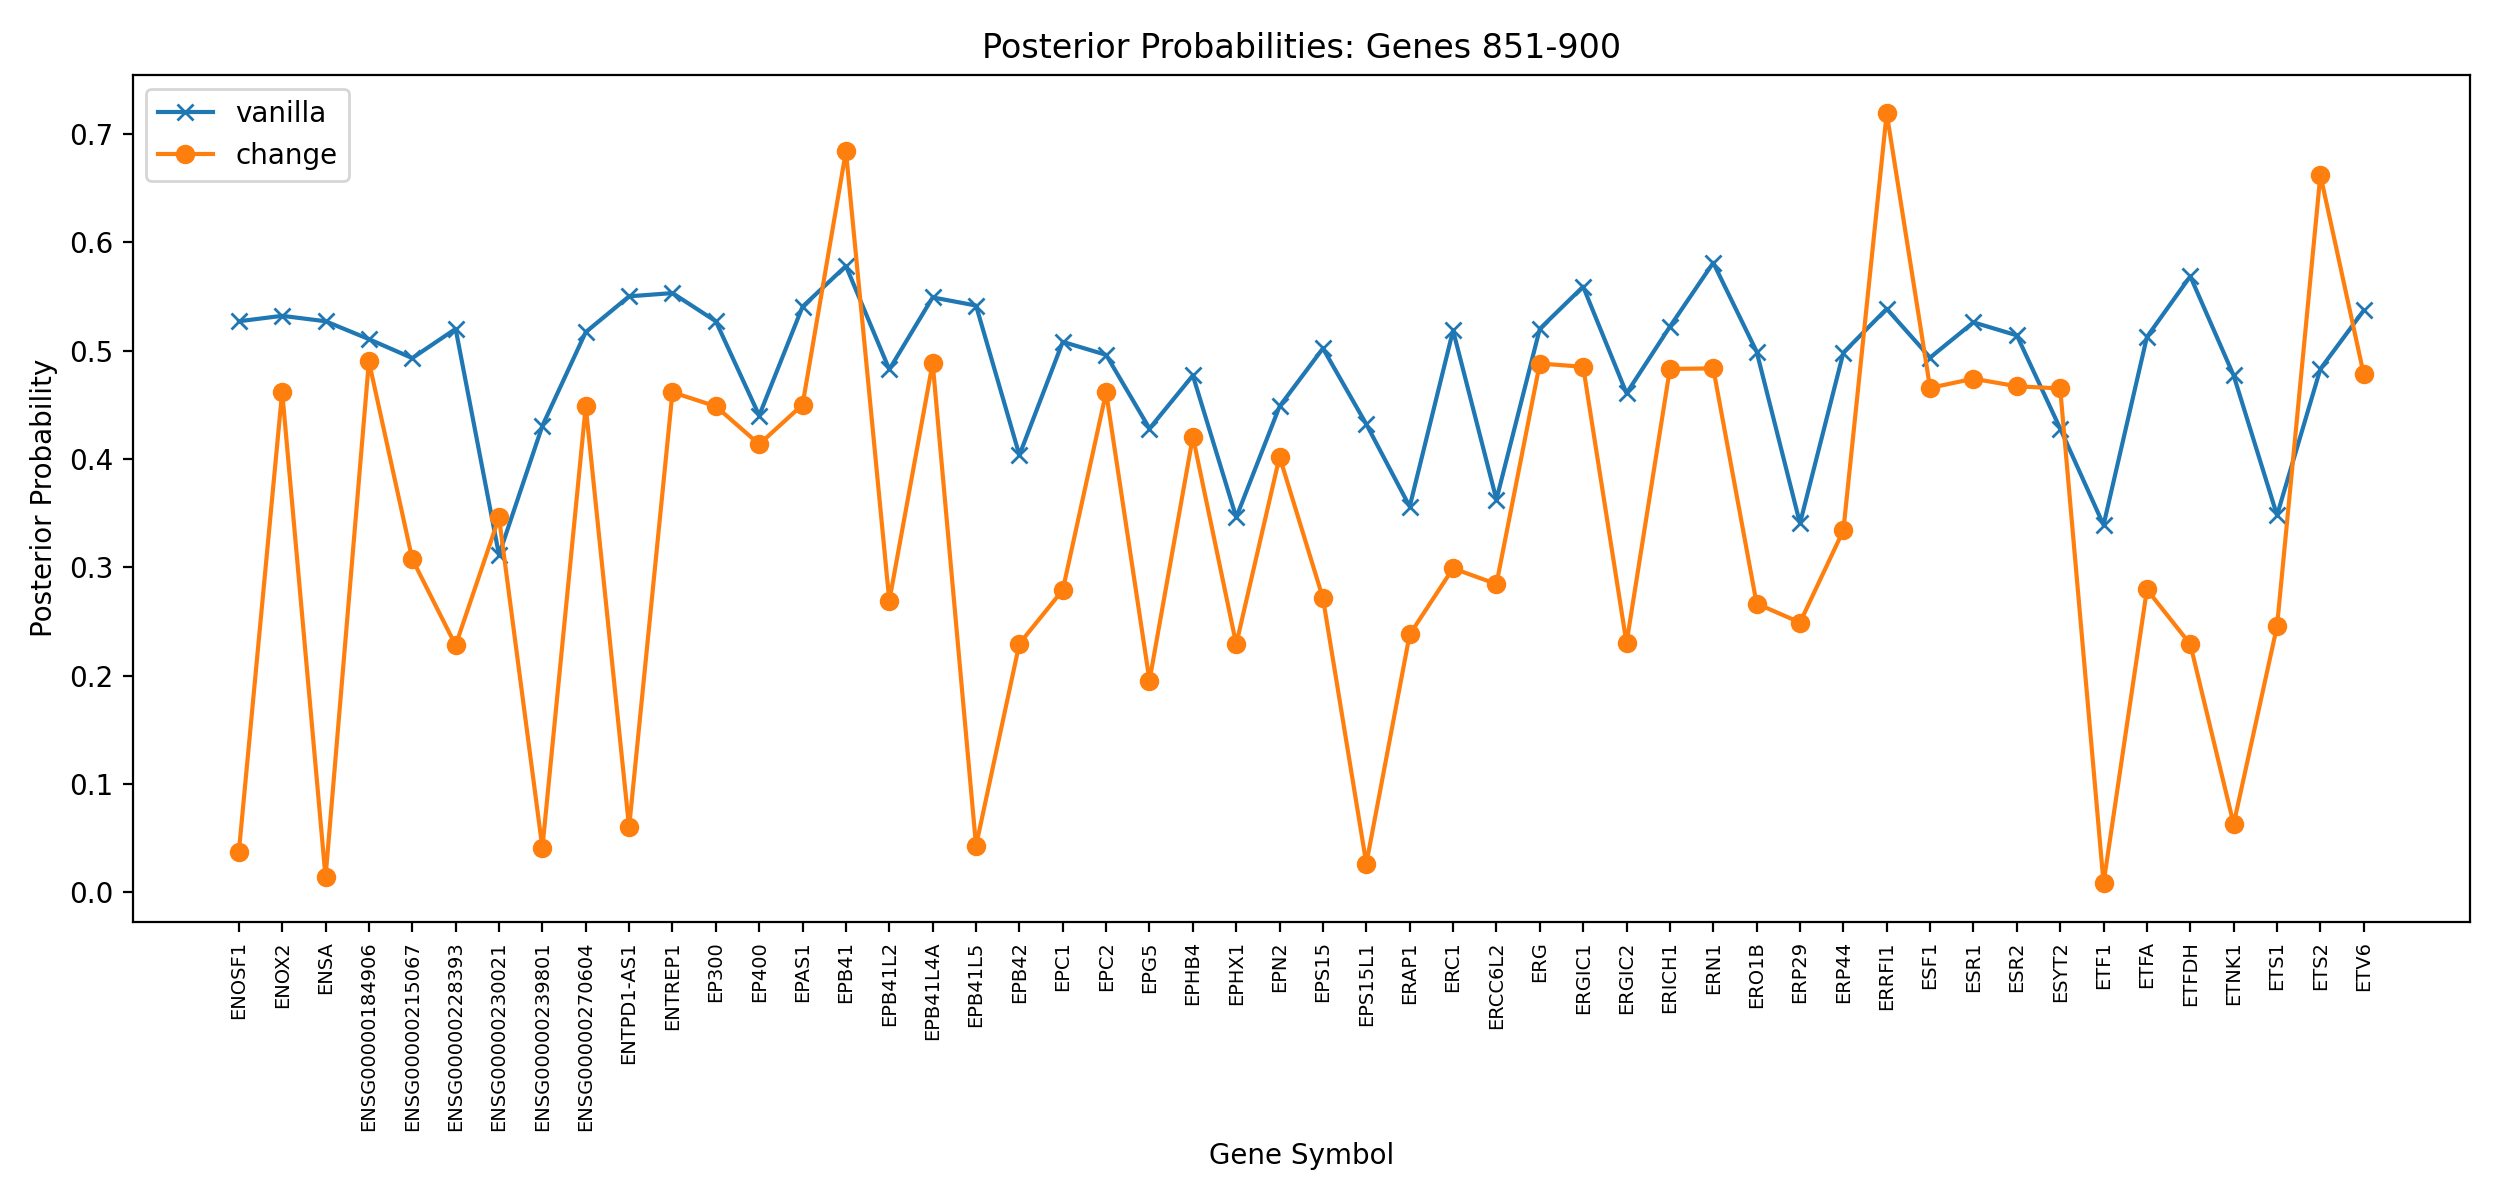 Posterior Probabilities: Genes 851-900
vanilla
change
Posterior Probability
0.7
0.6
0.5
0.4
0.3
0.2
0.1
0.0
ENOSF1
ENOX2
ENSA
ENSG00000184906
ENSG00000215067
ENSG00000228393
ENSG00000230021
ENSG00000239801
ENSG00000270604
ENTPD1-AS1
ENTREP1
EP300
EP400
EPAS1
EPB41
EPB41L2
EPB41L4A
EPB41L5
EPB42
EPC1
EPC2
EPG5
EPHB4
EPHX1
EPN2
EPS15
EPS15L1
ERAP1
ERC1
ERCC6L2
ERG
ERGIC1
ERGIC2
ERICH1
ERN1
ERO1B
ERP29
ERP44
ERRFI1
ESF1
ESR1
ESR2
ESYT2
ETF1
ETFA
ETFDH
ETNK1
ETS1
ETS2
ETV6
Gene Symbol